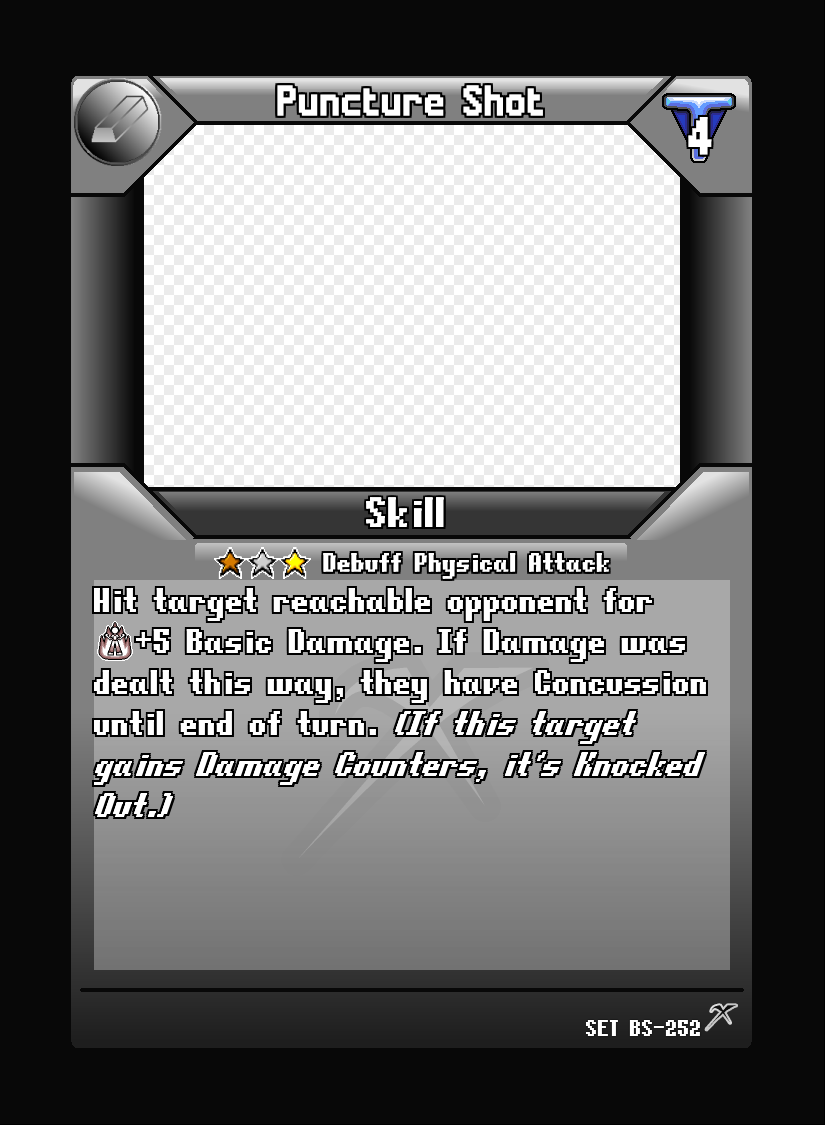 Puncture Shot
4
Skill
Debuff Physical Attack
Hit target reachable opponent for
A+5 Basic Damage. If Damage was
dealt this way, they have Concussion
until end of turn. (If this target
gains Damage Counters, it's Knocked
Out.)
SET BS-252